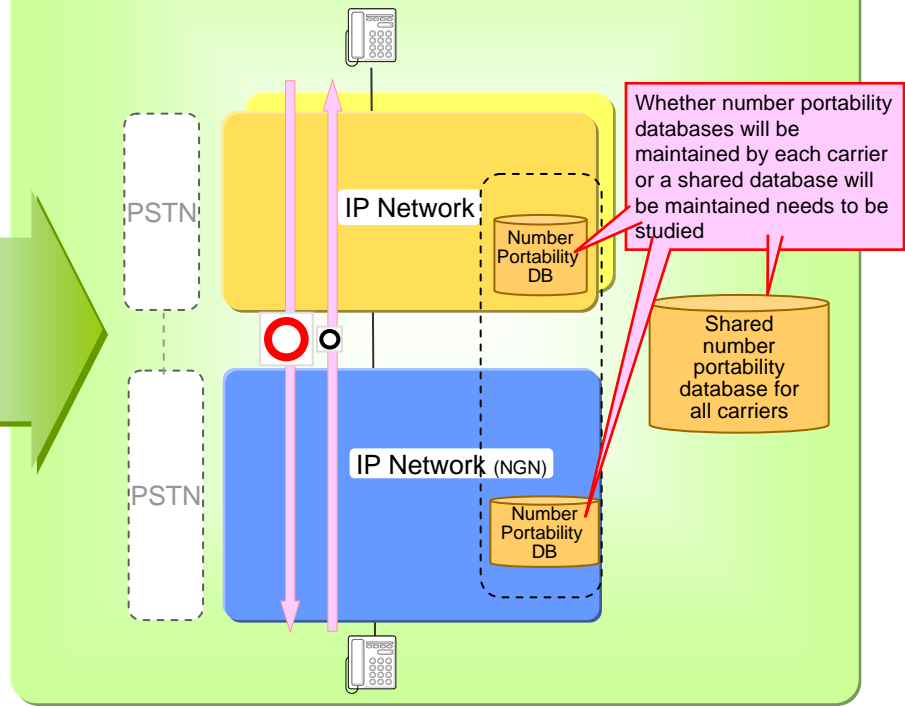 Whether number portability
databases will be
maintained by each carrier
or a shared database will
be maintained needs to be
studied
PSTN
IP Network
Number
Portability
DB
Shared
number
portability
database for
all carriers
IP Network (NGN)
PSTN
Number
Portability
DB